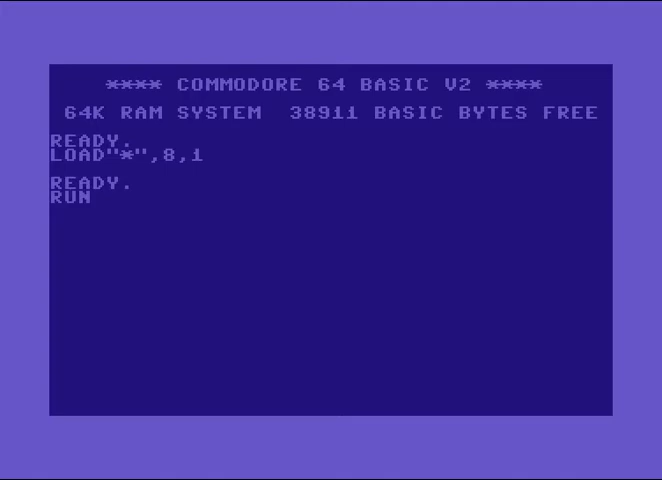 **** COMMODORE 64 BASIC V2 ****
64K RAM SYSTEM  38911 BASIC BYTES FREE
READY.
LOAD"*",8,1
READY.
RUN